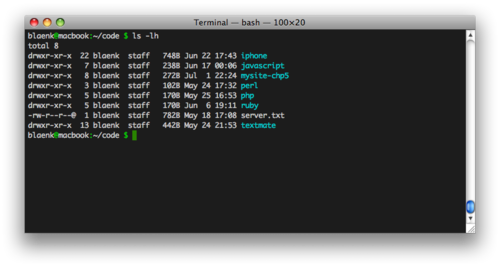 Terminal — bash — 100×20
blaenk@macbook:~/code $ ls -lh
total 8
drwxr-xr-x  22 blaenk  staff   748B Jun 22 17:43 iphone
drwxr-xr-x   7 blaenk  staff   238B Jun 17 00:06 javascript
drwxr-xr-x   8 blaenk  staff   272B Jul  1 22:24 mysite-chp5
drwxr-xr-x   3 blaenk  staff   102B May 24 17:32 perl
drwxr-xr-x   5 blaenk  staff   170B May 25 16:53 php
drwxr-xr-x   5 blaenk  staff   170B Jun  6 19:11 ruby
-rw-r--r--@  1 blaenk  staff   782B May 18 17:08 server.txt
drwxr-xr-x  13 blaenk  staff   442B May 24 21:53 textmate
blaenk@macbook:~/code $